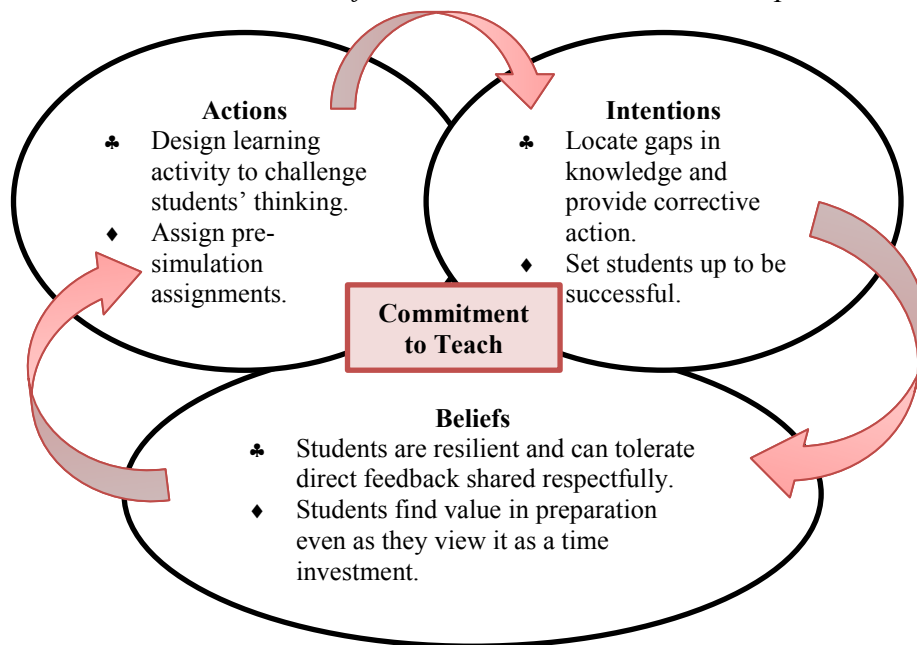 Actions
♣ Design learning
activity to challenge
students’ thinking.
♦ Assign pre-
simulation
assignments.
Intentions
♣ Locate gaps in
knowledge and
provide corrective
action.
♦ Set students up to be
successful.
Commitment
to Teach
Beliefs
♣ Students are resilient and can tolerate
direct feedback shared respectfully.
♦ Students find value in preparation
even as they view it as a time
investment.